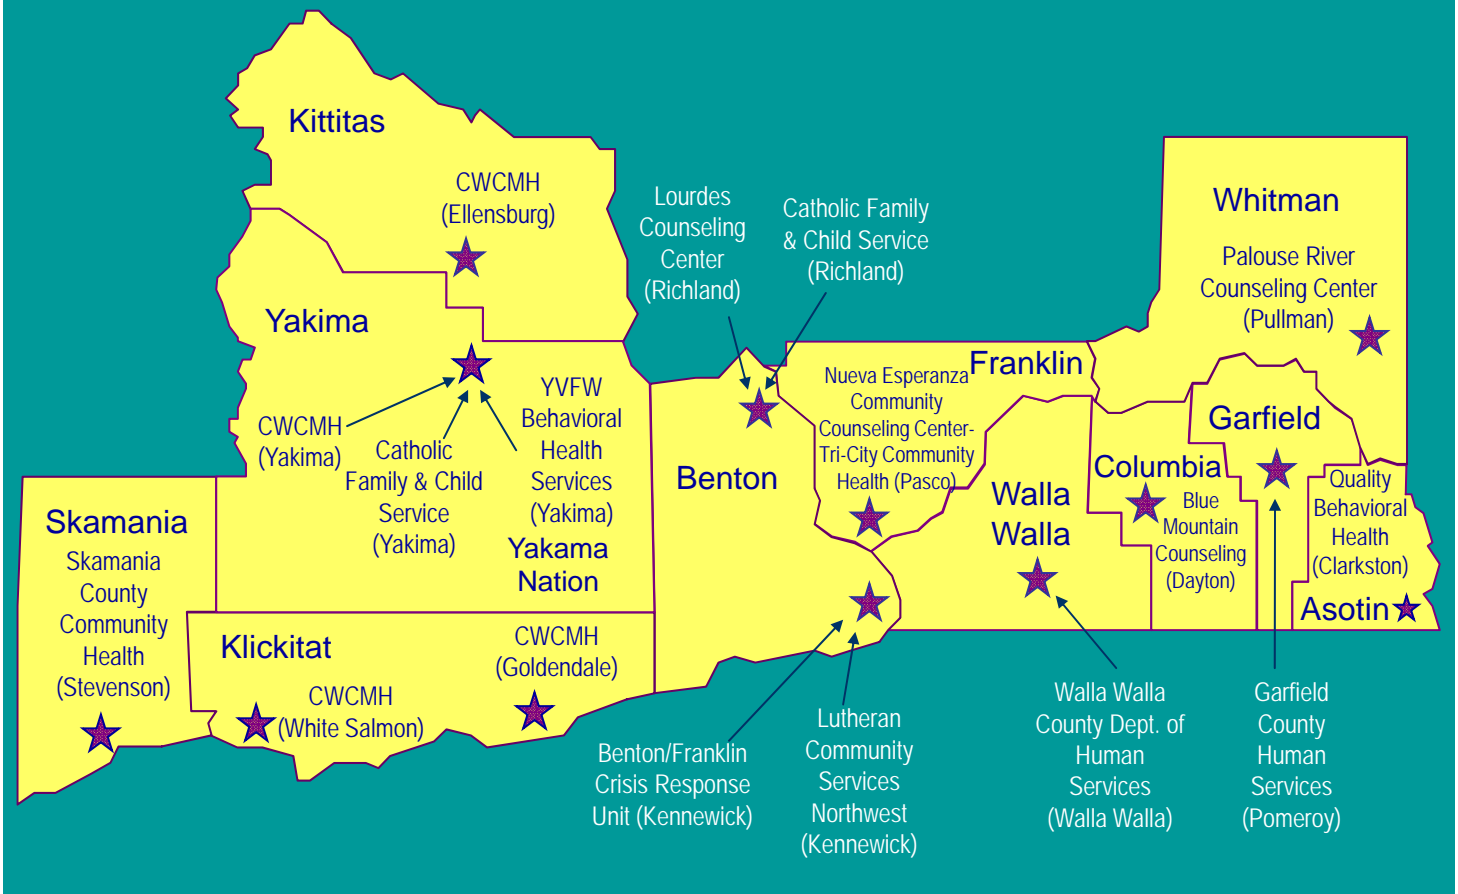 Kittitas
CWCMH
(Ellensburg)
Yakima
CWCMH
(Yakima)
Catholic
Family & Child
Service
(Yakima)
YVFW
Behavioral
Health
Services
(Yakima)
Yakama
Nation
Skamania
Skamania
County
Community
Health
(Stevenson)
Klickitat
CWCMH
(White Salmon)
CWCMH
(Goldendale)
Lourdes
Counseling
Center
(Richland)
Catholic Family
& Child Service
(Richland)
Benton
Benton/Franklin
Crisis Response
Unit (Kennewick)
Lutheran
Community
Services
Northwest
(Kennewick)
Franklin
Nueva Esperanza
Community
Counseling Center-
Tri-City Community
Health (Pasco)
Walla
Walla
Walla Walla
County Dept. of
Human
Services
(Walla Walla)
Columbia
Blue
Mountain
Counseling
(Dayton)
Whitman
Palouse River
Counseling Center
(Pullman)
Garfield
Garfield
County
Human
Services
(Pomeroy)
Quality
Behavioral
Health
(Clarkston)
Asotin